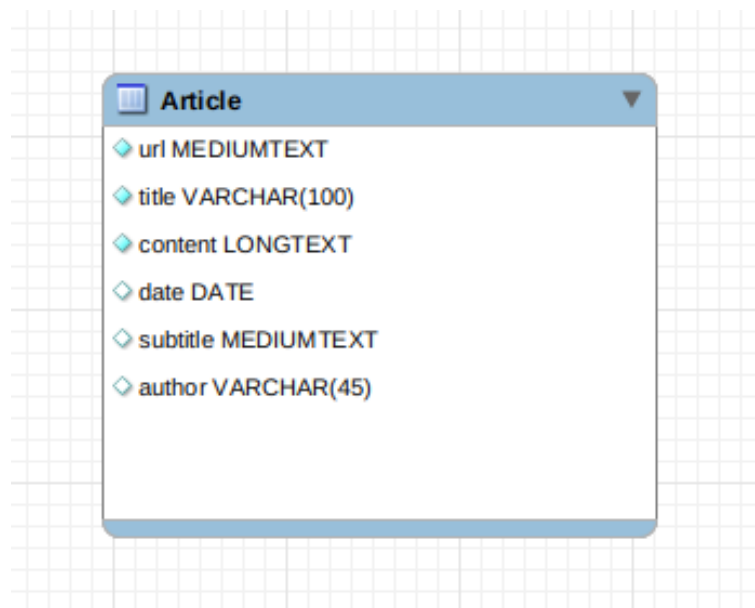 Article
url MEDIUMTEXT
title VARCHAR(100)
content LONGTEXT
date DATE
subtitle MEDIUMTEXT
author VARCHAR(45)